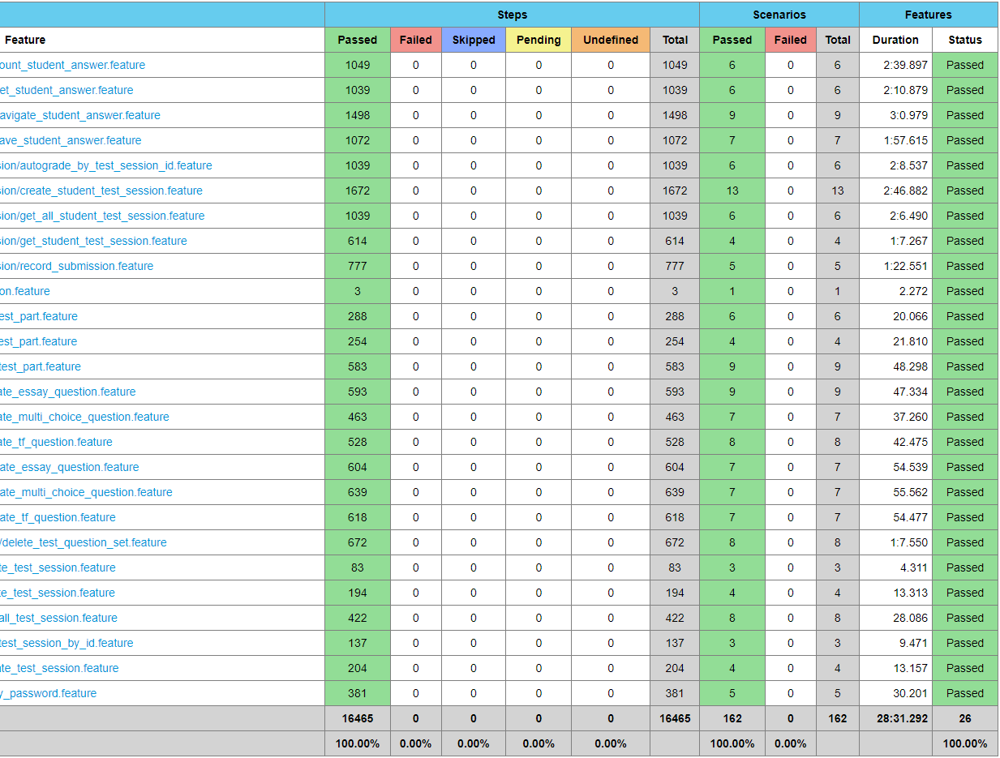 Steps Scenarios Features
Feature Passed Failed Skipped Pending Undefined Total Passed Failed Total Duration Status
ount_student_answer.feature 1049 0 0 0 0 1049 6 0 6 2:39.897 Passed
et_student_answer.feature 1039 0 0 0 0 1039 6 0 6 2:10.879 Passed
avigate_student_answer.feature 1498 0 0 0 0 1498 9 0 9 3:0.979 Passed
ave_student_answer.feature 1072 0 0 0 0 1072 7 0 7 1:57.615 Passed
sion/autograde_by_test_session_id.feature 1039 0 0 0 0 1039 6 0 6 2:8.537 Passed
sion/create_student_test_session.feature 1672 0 0 0 0 1672 13 0 13 2:46.882 Passed
sion/get_all_student_test_session.feature 1039 0 0 0 0 1039 6 0 6 2:6.490 Passed
sion/get_student_test_session.feature 614 0 0 0 0 614 4 0 4 1:7.267 Passed
sion/record_submission.feature 777 0 0 0 0 777 5 0 5 1:22.551 Passed
on.feature 3 0 0 0 0 3 1 0 1 2.272 Passed
est_part.feature 288 0 0 0 0 288 6 0 6 20.066 Passed
est_part.feature 254 0 0 0 0 254 4 0 4 21.810 Passed
test_part.feature 583 0 0 0 0 583 9 0 9 48.298 Passed
ate_essay_question.feature 593 0 0 0 0 593 9 0 9 47.334 Passed
ate_multi_choice_question.feature 463 0 0 0 0 463 7 0 7 37.260 Passed
ate_tf_question.feature 528 0 0 0 0 528 8 0 8 42.475 Passed
ate_essay_question.feature 604 0 0 0 0 604 7 0 7 54.539 Passed
ate_multi_choice_question.feature 639 0 0 0 0 639 7 0 7 55.562 Passed
ate_tf_question.feature 618 0 0 0 0 618 7 0 7 54.477 Passed
/delete_test_question_set.feature 672 0 0 0 0 672 8 0 8 1:7.550 Passed
te_test_session.feature 83 0 0 0 0 83 3 0 3 4.311 Passed
te_test_session.feature 194 0 0 0 0 194 4 0 4 13.313 Passed
all_test_session.feature 422 0 0 0 0 422 8 0 8 28.086 Passed
test_session_by_id.feature 137 0 0 0 0 137 3 0 3 9.471 Passed
ate_test_session.feature 204 0 0 0 0 204 4 0 4 13.157 Passed
y_password.feature 381 0 0 0 0 381 5 0 5 30.201 Passed
16465 0 0 0 0 16465 162 0 162 28:31.292 26
100.00% 0.00% 0.00% 0.00% 0.00% 100.00% 0.00% 100.00%